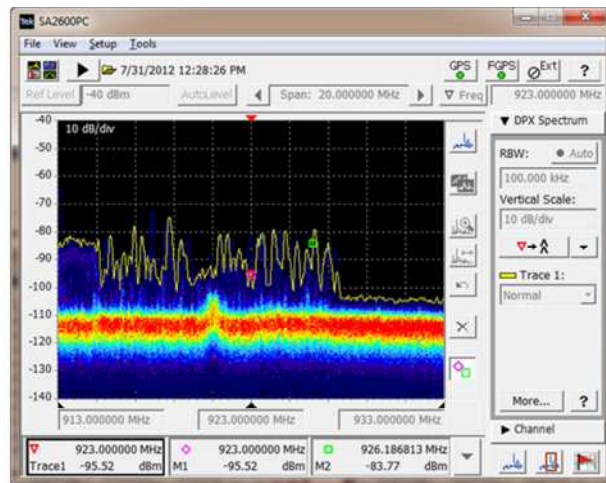 Tek SA2600PC
File View Setup Tools
7/31/2012 12:28:26 PM
GPS FGPS Ext ?
Ref Level -40 dBm AutoLevel Span: 20.000000 MHz Freq 923.000000 MHz
-40
10 dB/div
-50
-60
-70
-80
-90
-100
-110
-120
-130
-140
913.000000 MHz 923.000000 MHz 933.000000 MHz
DPX Spectrum
RBW: Auto
100.000 kHz
Vertical Scale:
10 dB/div
Trace 1:
Normal
More... ?
Channel
923.000000 MHz
Trace1 -95.52 dBm
923.000000 MHz
M1 -95.52 dBm
926.186813 MHz
M2 -83.77 dBm